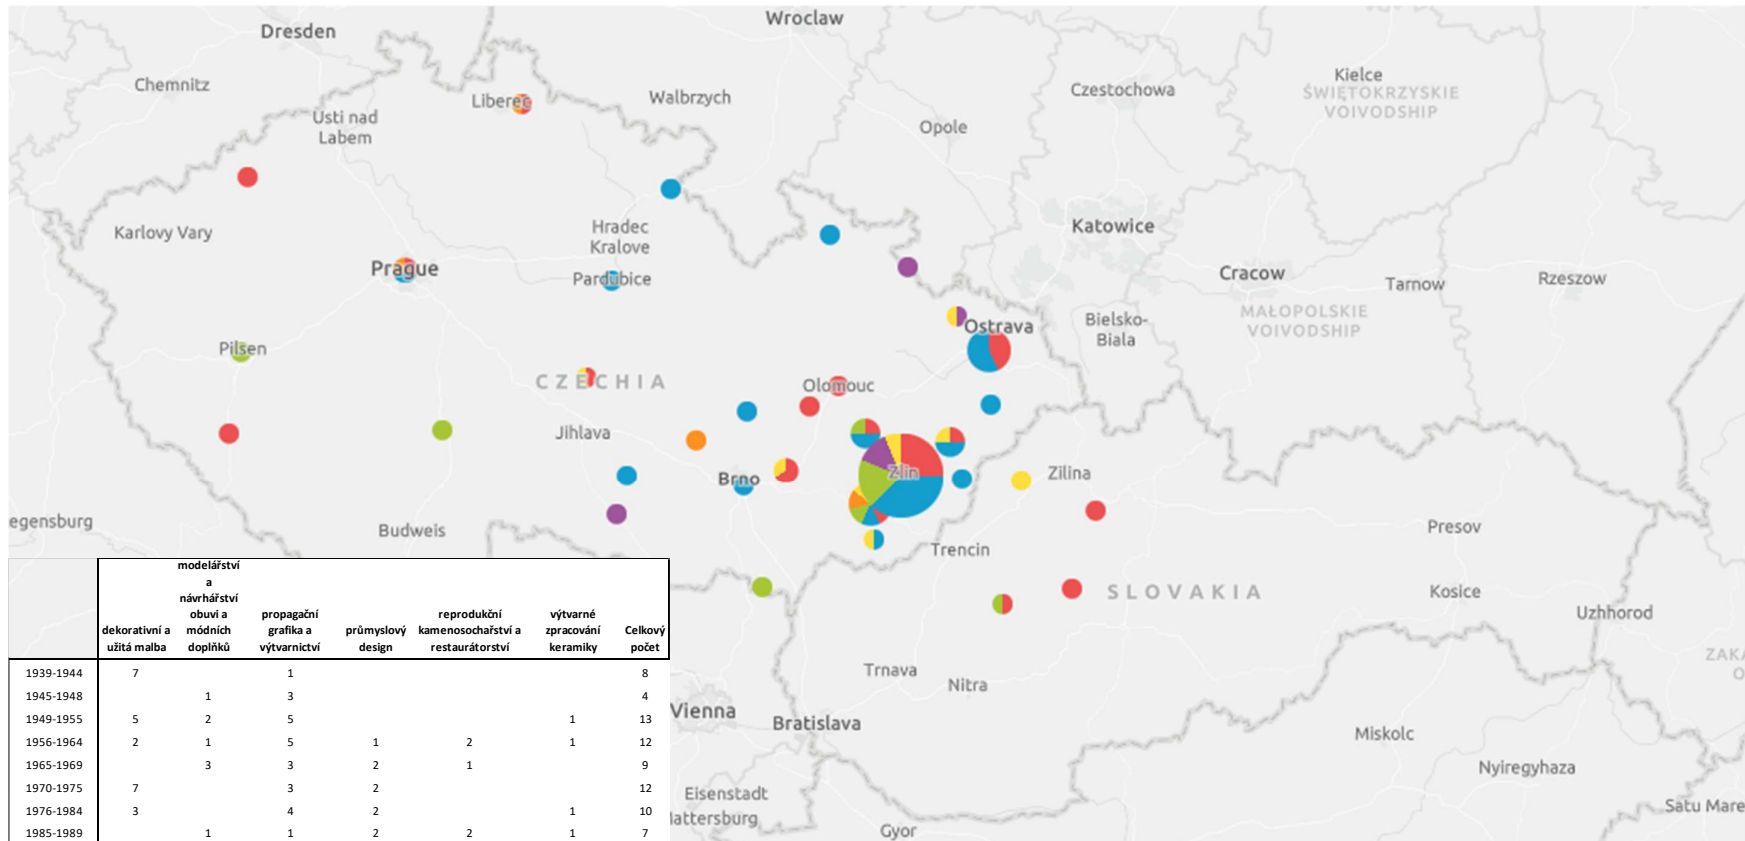 Wroclaw
Dresden
Kielce
ŚWIĘTOKRZYSKIE
VOIVODSHIP
Chemnitz
Czestochowa
Liberec
Walbrzych
Usti nad
Labem
Opole
Karlovy Vary
Hradec
Kralove
Katowice
Prague
Pardubice
Cracow
Tarnow
Rzeszow
MAŁOPOLSKIE
VOIVODSHIP
Ostrava
Bielsko-
Biala
Pilsen
CZECHIA
Olomouc
Jihlava
Brno
Zlin
Zilina
egensburg
Budweis
Presov
Trencin
SLOVAKIA
Kosice
Uzhhorod
Trnava
Nitra
ZAKA
O
Vienna
Bratislava
Miskolc
Nyiregyhaza
Eisenstadt
Mattersburg
Satu Mare
Gyor
dekorativní a užitá malba
modelářství a návrhářství obuvi a módních doplňků
propagační grafika a výtvarnictví
průmyslový design
reprodukční kamenosochařství a restaurátorství
výtvarné zpracování keramiky
Celkový počet
1939-1944 7 1 8
1945-1948 1 3 4
1949-1955 5 2 5 1 13
1956-1964 2 1 5 1 2 1 12
1965-1969 3 3 2 1 9
1970-1975 7 3 2 12
1976-1984 3 4 2 1 10
1985-1989 1 1 2 2 1 7